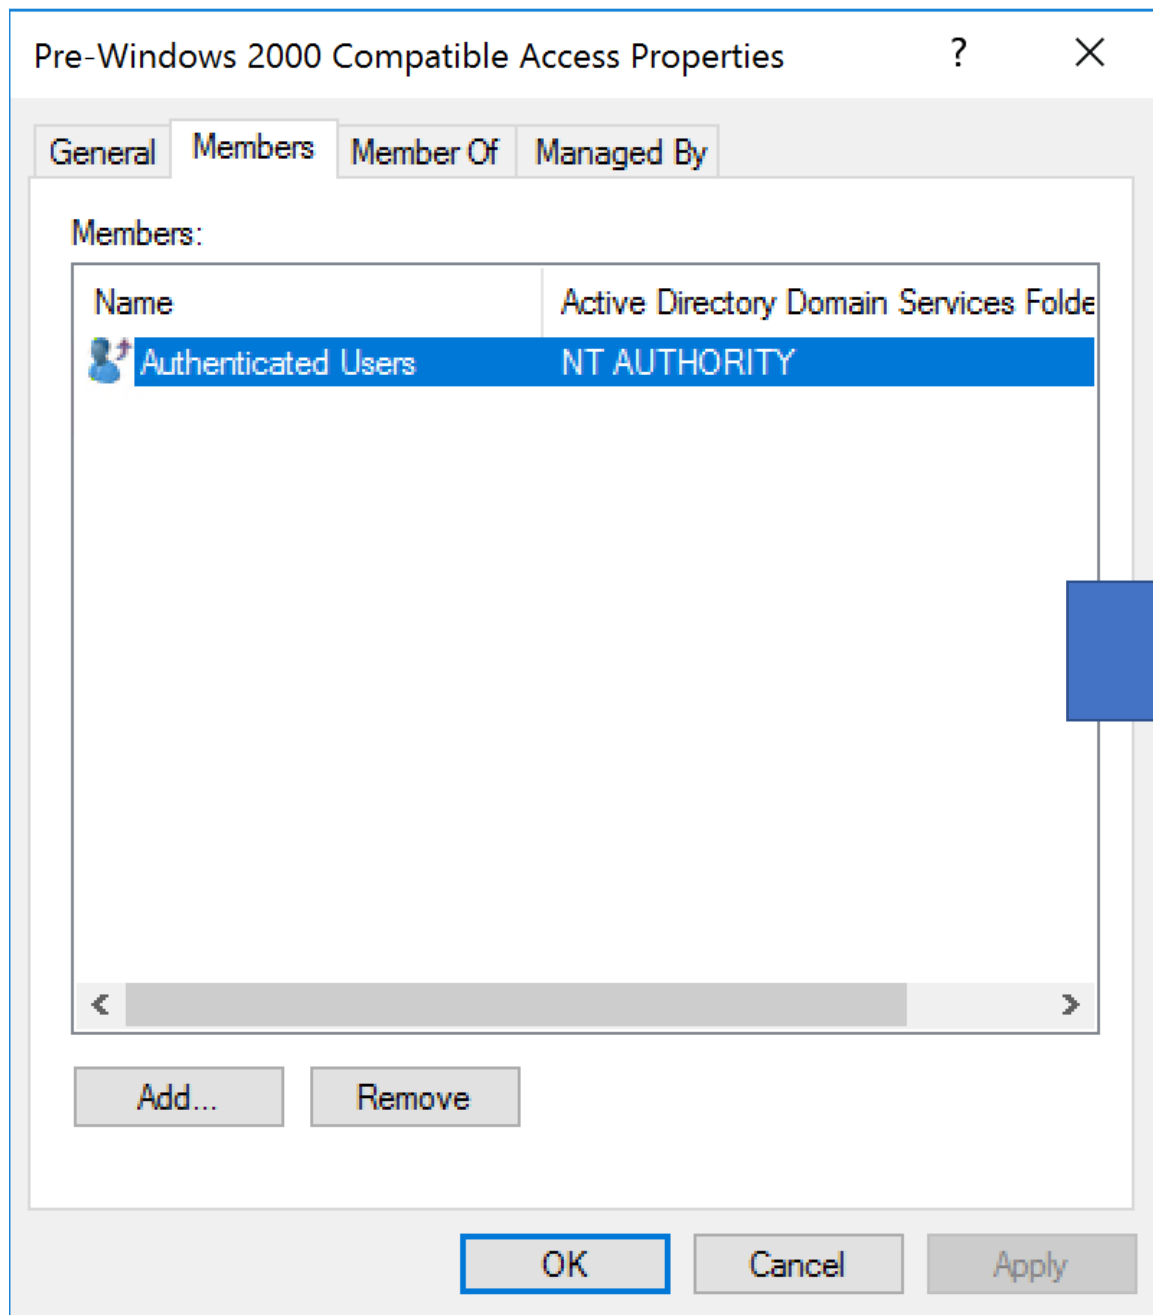 Pre-Windows 2000 Compatible Access Properties ?
General Members Member Of Managed By
Members:
Name Active Directory Domain Services Folde
Authenticated Users NT AUTHORITY
Add... Remove
OK Cancel Apply